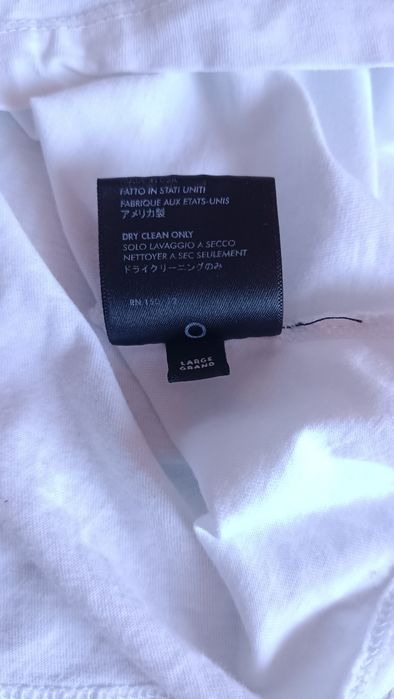 FATTO IN STATI UNITI
FABRIQUE AUX ETATS-UNIS
アメリカ製
DRY CLEAN ONLY
SOLO LAVAGGIO A SECCO
NETTOYER A SEC SEULEMENT
ドライクリーニングのみ
RN
LARGE
GRAND